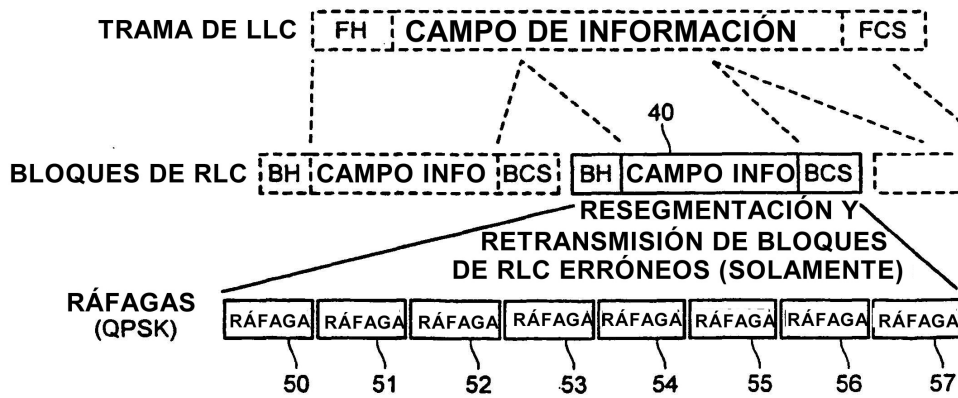 TRAMA DE LLC FH CAMPO DE INFORMACIÓN FCS
40
BLOQUES DE RLC BH CAMPO INFO BCS BH CAMPO INFO BCS
RESEGMENTACIÓN Y
RETRANSMISIÓN DE BLOQUES
DE RLC ERRÓNEOS (SOLAMENTE)
RÁFAGAS
(QPSK)
RÁFAGA RÁFAGA RÁFAGA RÁFAGA RÁFAGA RÁFAGA RÁFAGA RÁFAGA
50 51 52 53 54 55 56 57